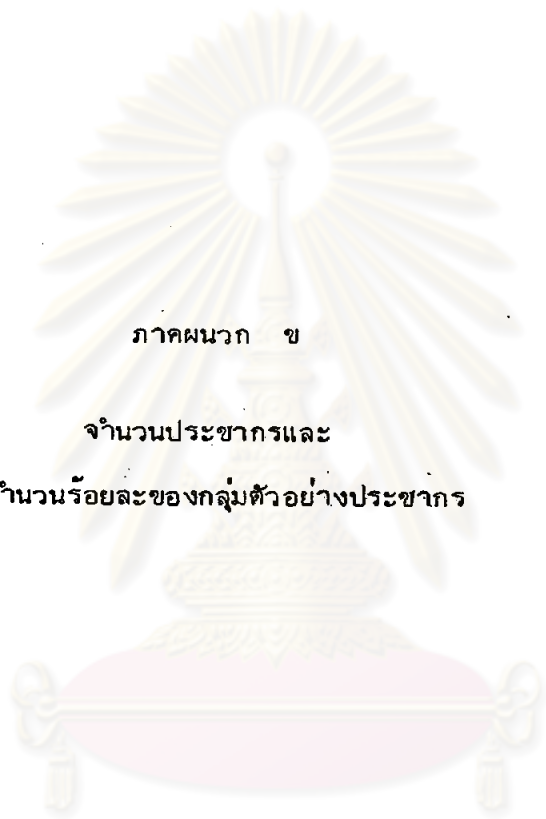 ภาคผนวก ข
จำนวนประชากรและ
ำนวนร้อยละของกลุ่มตัวอย่างประชากร